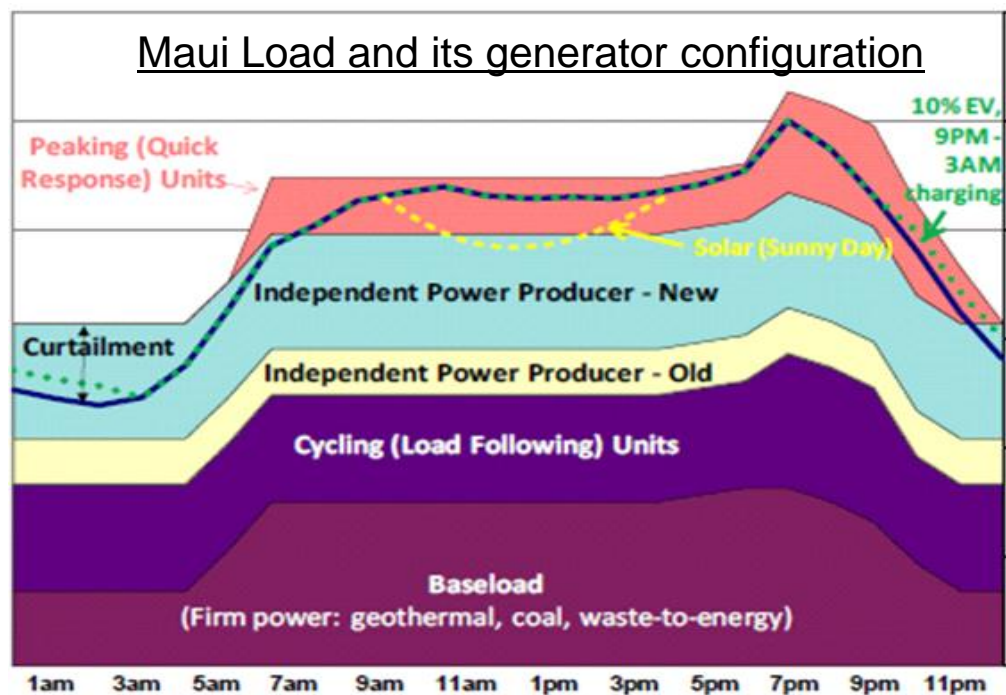 Maui Load and its generator configuration
Peaking (Quick
Response) Units
10% EV,
9PM -
3AM
charging
Solar (Sunny Day)
Independent Power Producer - New
Curtailment
Independent Power Producer - Old
Cycling (Load Following) Units
Baseload
(Firm power: geothermal, coal, waste-to-energy)
1am 3am 5am 7am 9am 11am 1pm 3pm 5pm 7pm 9pm 11pm